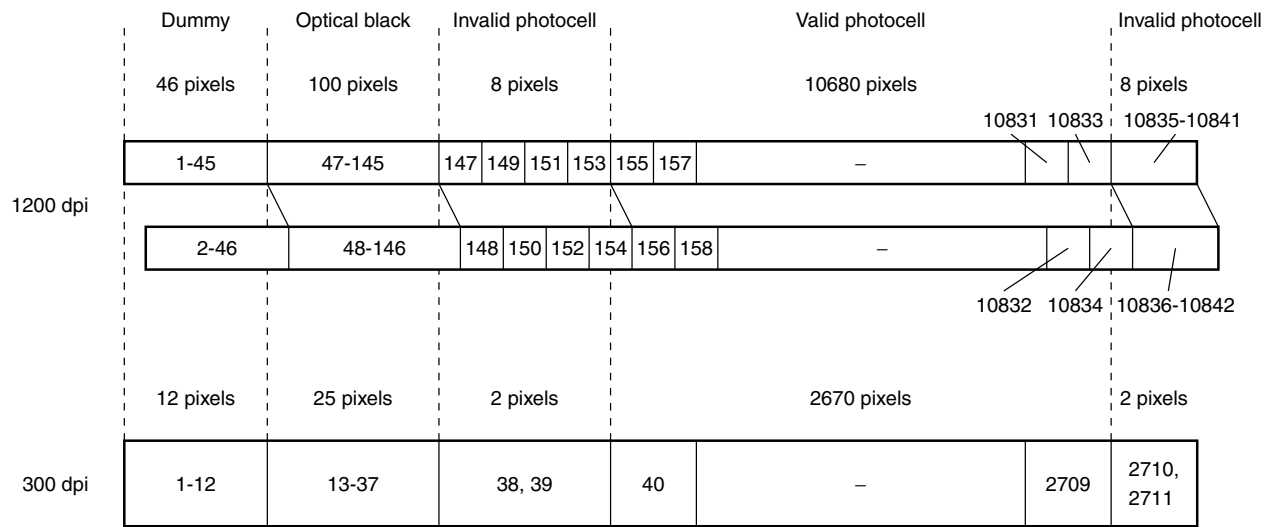 Dummy Optical black Invalid photocell Valid photocell Invalid photocell
46 pixels 100 pixels 8 pixels 10680 pixels 8 pixels
10831 10833 10835-10841
1-45 47-145 147 149 151 153 155 157 – 
1200 dpi
2-46 48-146 148 150 152 154 156 158 –
10832 10834 10836-10842
12 pixels 25 pixels 2 pixels 2670 pixels 2 pixels
300 dpi 1-12 13-37 38, 39 40 – 2709 2710,
2711